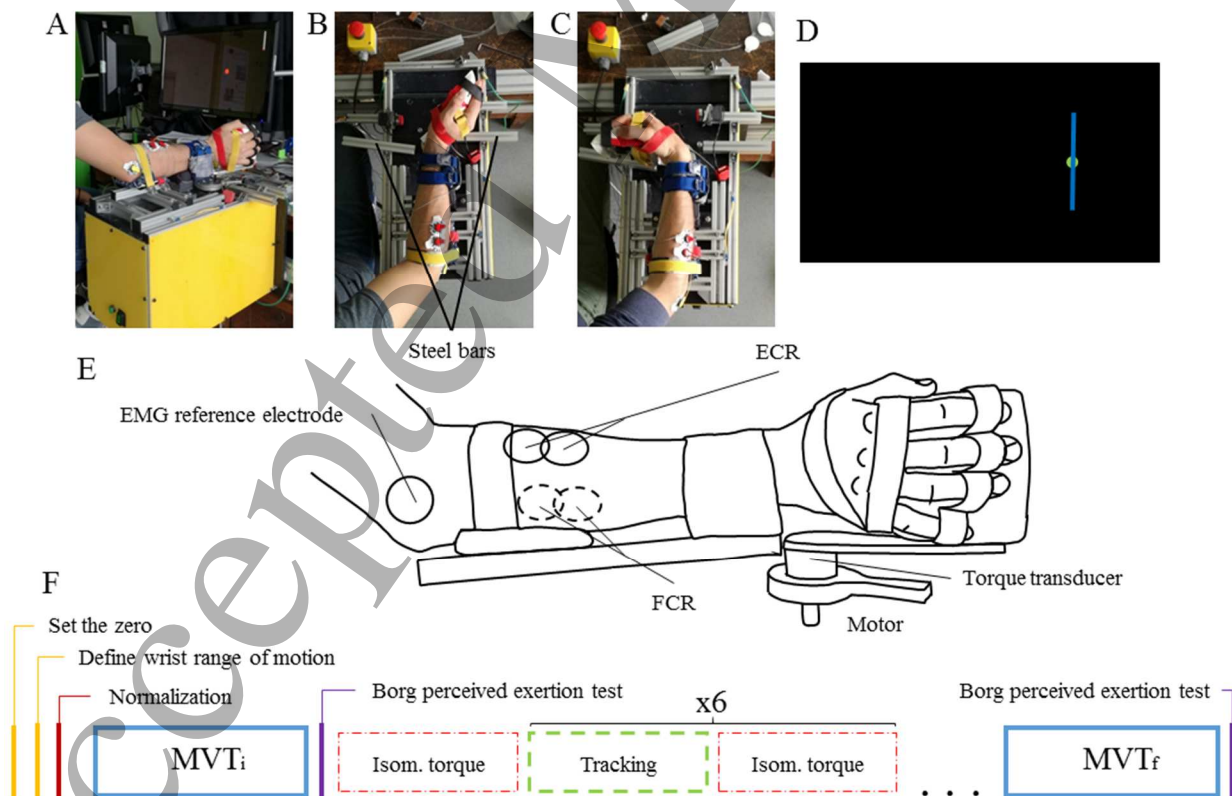 A
B
C
D
Steel bars
E
ECR
EMG reference electrode
FCR
Torque transducer
Motor
F
Set the zero
Define wrist range of motion
Normalization
Borg perceived exertion test
x6
Borg perceived exertion test
MVTi
Isom. torque
Tracking
Isom. torque
. . .
MVTf